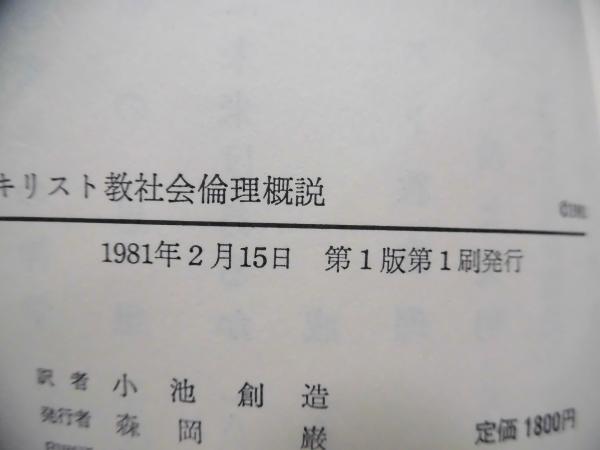 キリスト教社会倫理概説
1981年2月15日 第1版第1刷発行
訳者 小池創造
発行者 森岡巌
定価1800円